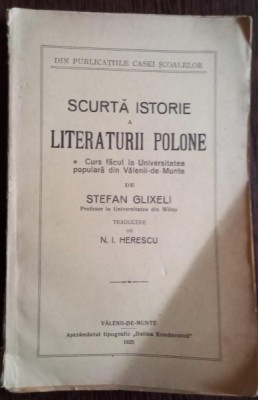 DIN PUBLICAȚIILE CASEI ȘCOALELOR
SCURTĂ ISTORIE
A
LITERATURII POLONE
Curs făcut la Universitatea
populară din Vălenii-de-Munte
DE
STEFAN GLIXELI
Profesor la Universitatea din Wilno
TRADUCERE
DE
N. I. HERESCU
VĂLENII-DE-MUNTE
Așezământul tipografic „Datina Românească"
1925